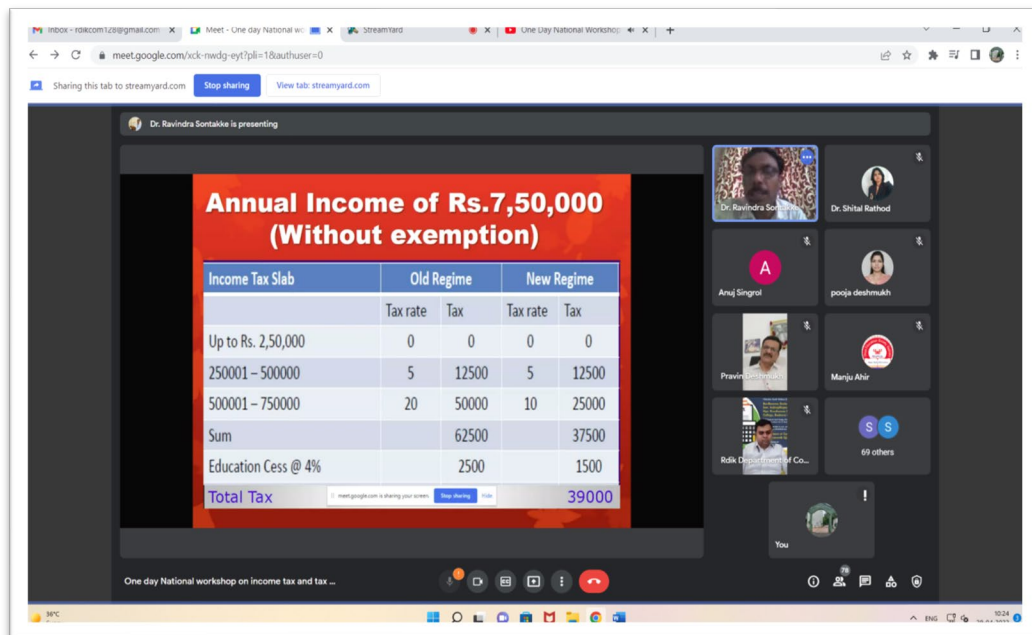 Inbox - rdikcom128@gmail.com
Meet - One day National wo
StreamYard
One Day National Workshop
meet.google.com/xck-nwdg-eyt?pli=1&authuser=0
Sharing this tab to streamyard.com Stop sharing View tab: streamyard.com
Dr. Ravindra Sontakke is presenting
Annual Income of Rs.7,50,000
(Without exemption)
Income Tax Slab Old Regime New Regime
Tax rate Tax Tax rate Tax
Up to Rs. 2,50,000 0 0 0 0
250001 – 500000 5 12500 5 12500
500001 – 750000 20 50000 10 25000
Sum 62500 37500
Education Cess @ 4% 2500 1500
Total Tax 39000
meet.google.com is sharing your screen. Stop sharing Hide
Dr. Ravindra Sontakke
Dr. Shital Rathod
A
Anuj Singrol
pooja deshmukh
Pravin Deshmukh
Manju Ahir
Rdik Department of Co...
S S
69 others
You
One day National workshop on income tax and tax ...
78
36°C
ENG
10:24